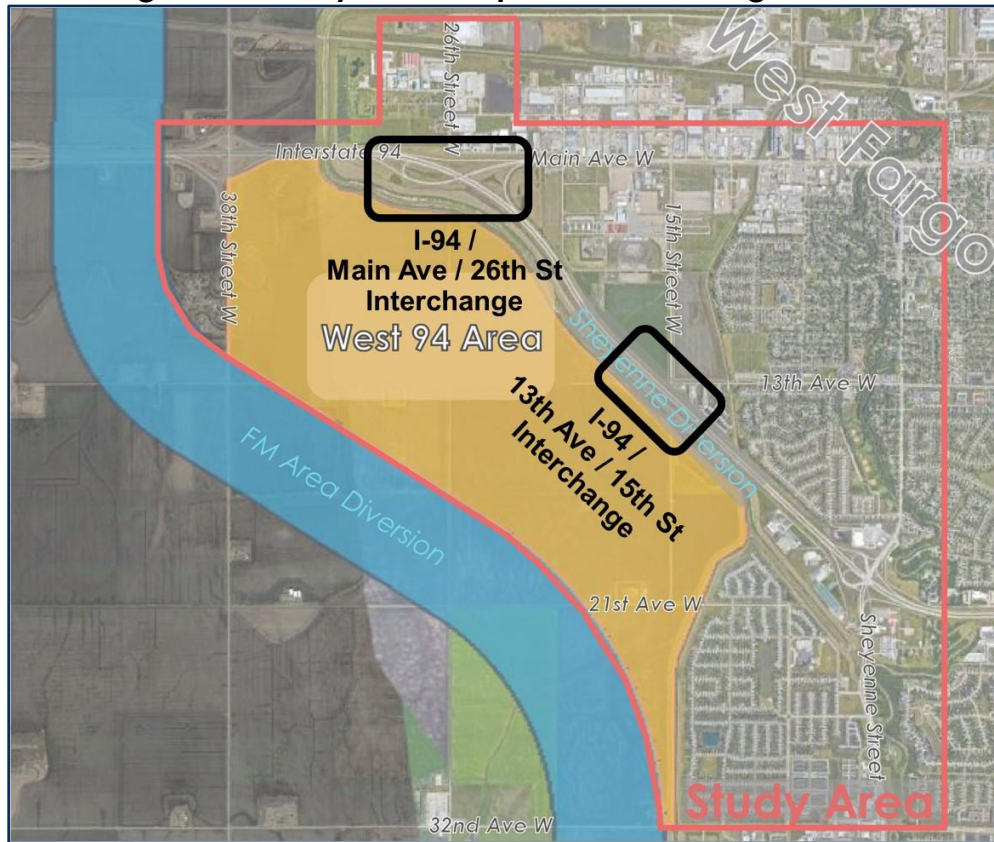 26th Street W
West Fargo
Interstate 94
Main Ave W
38th Street W
15th Street W
I-94 /
Main Ave / 26th St
Interchange
West 94 Area
Sheyenne Diversion
13th Ave W
I-94 /
13th Ave / 15th St
Interchange
FM Area Diversion
21st Ave W
Sheyenne Street
Study Area
32nd Ave W